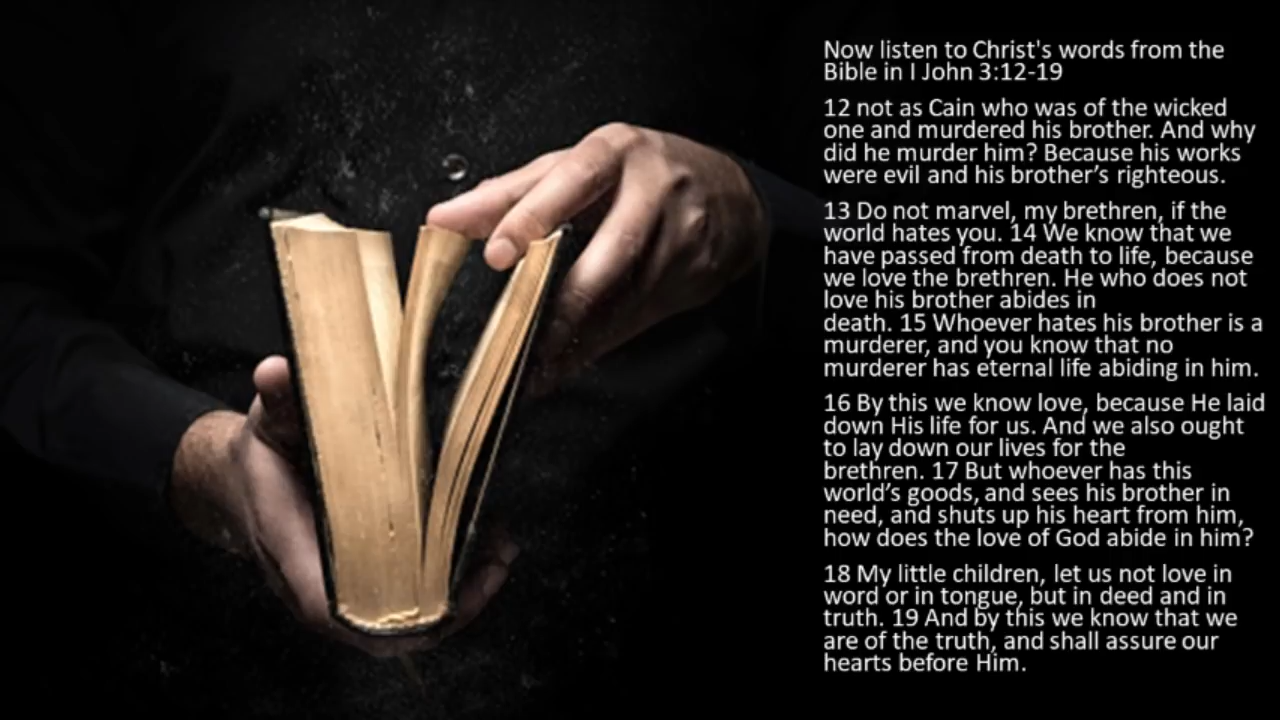 Now listen to Christ's words from the
Bible in I John 3:12-19
12 not as Cain who was of the wicked
one and murdered his brother. And why
did he murder him? Because his works
were evil and his brother’s righteous.
13 Do not marvel, my brethren, if the
world hates you. 14 We know that we
have passed from death to life, because
we love the brethren. He who does not
love his brother abides in
death. 15 Whoever hates his brother is a
murderer, and you know that no
murderer has eternal life abiding in him.
16 By this we know love, because He laid
down His life for us. And we also ought
to lay down our lives for the
brethren. 17 But whoever has this
world’s goods, and sees his brother in
need, and shuts up his heart from him,
how does the love of God abide in him?
18 My little children, let us not love in
word or in tongue, but in deed and in
truth. 19 And by this we know that we
are of the truth, and shall assure our
hearts before Him.